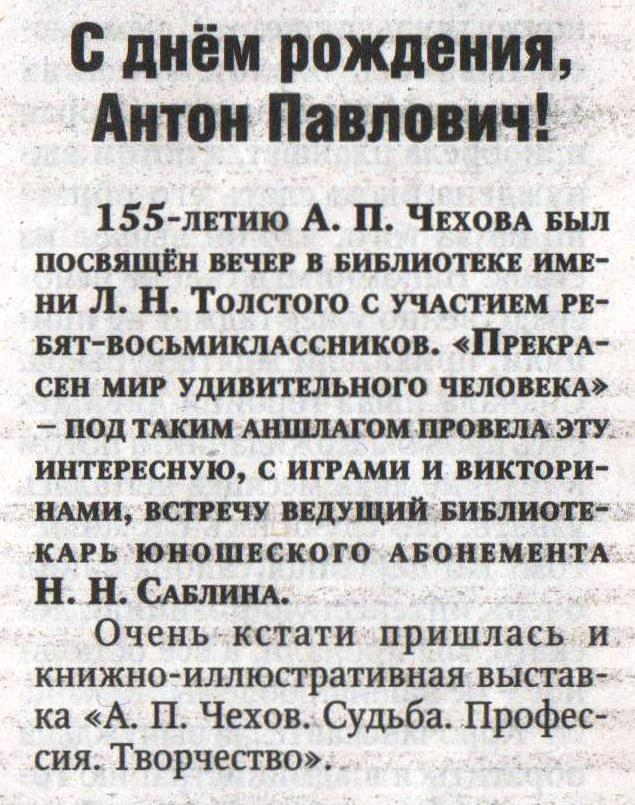 С днём рождения,
Антон Павлович!
155-летию А. П. Чехова был
посвящён вечер в библиотеке име-
ни Л. Н. Толстого с участием ре-
бят-восьмиклассников. «Прекра-
сен мир удивительного человека»
– под таким аншлагом провела эту
интересную, с играми и виктори-
нами, встречу ведущий библиоте-
карь юношеского абонемента
Н. Н. Саблина.
Очень кстати пришлась и
книжно-иллюстративная выстав-
ка «А. П. Чехов. Судьба. Профес-
сия. Творчество».